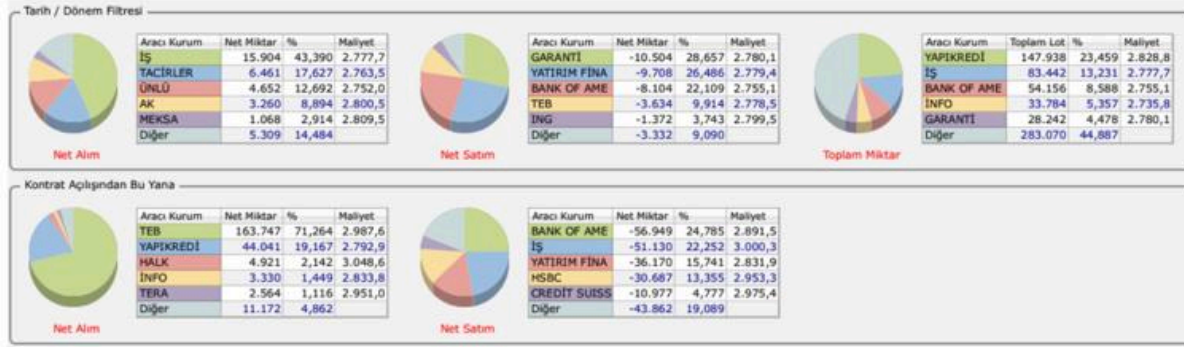 Tarih / Dönem Filtresi
Aracı Kurum Net Miktar % Maliyet
İŞ 15.904 43,390 2.777,7
TACİRLER 6.461 17,627 2.763,5
ÜNLÜ 4.652 12,692 2.752,0
AK 3.260 8,894 2.800,5
MEKSA 1.068 2,914 2.809,5
Diğer 5.309 14,484
Net Alım
Aracı Kurum Net Miktar % Maliyet
GARANTİ -10.504 28,657 2.780,1
YATIRIM FİNA -9.708 26,486 2.779,4
BANK OF AME -8.104 22,109 2.755,1
TEB -3.634 9,914 2.778,5
ING -1.372 3,743 2.799,5
Diğer -3.332 9,090
Net Satım
Aracı Kurum Toplam Lot % Maliyet
YAPIKREDİ 147.938 23,459 2.828,8
İŞ 83.442 13,231 2.777,7
BANK OF AME 54.156 8,588 2.755,1
İNFO 33.784 5,357 2.735,8
GARANTİ 28.242 4,478 2.780,1
Diğer 283.070 44,887
Toplam Miktar
Kontrat Açılışından Bu Yana
Aracı Kurum Net Miktar % Maliyet
TEB 163.747 71,264 2.987,6
YAPIKREDİ 44.041 19,167 2.792,9
HALK 4.921 2,142 3.048,6
İNFO 3.330 1,449 2.833,8
TERA 2.564 1,116 2.951,0
Diğer 11.172 4,862
Net Alım
Aracı Kurum Net Miktar % Maliyet
BANK OF AME -56.949 24,785 2.891,5
İŞ -51.130 22,252 3.000,3
YATIRIM FİNA -36.170 15,741 2.831,9
HSBC -30.687 13,355 2.953,3
CREDİT SUISS -10.977 4,777 2.975,4
Diğer -43.862 19,089
Net Satım